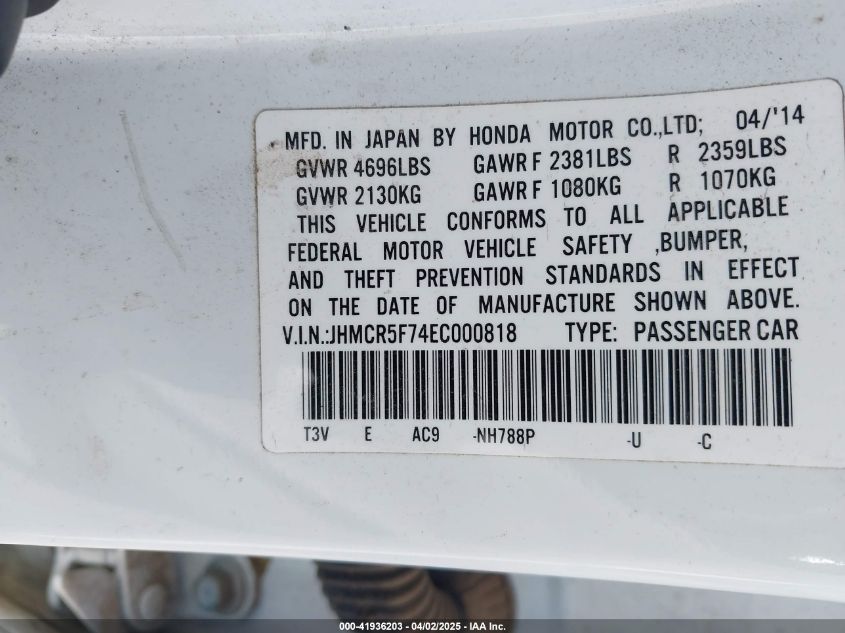 MFD. IN JAPAN BY HONDA MOTOR CO.,LTD; 04/'14
GVWR 4696LBS GAWR F 2381LBS R 2359LBS
GVWR 2130KG GAWR F 1080KG R 1070KG
THIS VEHICLE CONFORMS TO ALL APPLICABLE
FEDERAL MOTOR VEHICLE SAFETY ,BUMPER,
AND THEFT PREVENTION STANDARDS IN EFFECT
ON THE DATE OF MANUFACTURE SHOWN ABOVE.
V.I.N.:JHMCR5F74EC000818 TYPE: PASSENGER CAR
T3V E AC9 -NH788P -U -C
000-41936203 - 04/02/2025 - IAA Inc.